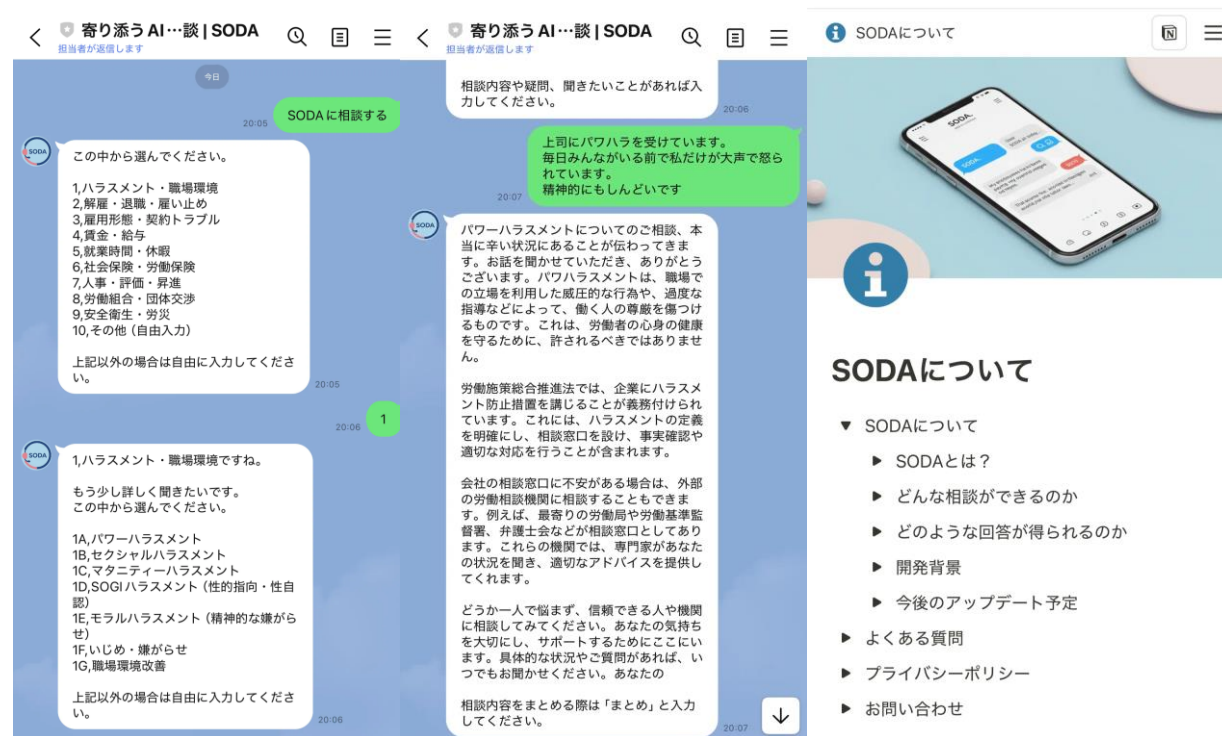 寄り添うAI…談 | SODA
担当者が返信します
今日
SODAに相談する
20:05
SODA
この中から選んでください。
1,ハラスメント・職場環境
2,解雇・退職・雇い止め
3,雇用形態・契約トラブル
4,賃金・給与
5,就業時間・休暇
6,社会保険・労働保険
7,人事・評価・昇進
8,労働組合・団体交渉
9,安全衛生・労災
10,その他（自由入力）
上記以外の場合は自由に入力してくださ
い。
20:05
1
20:06
SODA
1,ハラスメント・職場環境ですね。
もう少し詳しく聞きたいです。
この中から選んでください。
1A,パワーハラスメント
1B,セクシャルハラスメント
1C,マタニティーハラスメント
1D,SOGIハラスメント（性的指向・性自
認）
1E,モラルハラスメント（精神的な嫌がら
せ）
1F,いじめ・嫌がらせ
1G,職場環境改善
上記以外の場合は自由に入力してくださ
い。
20:06
寄り添うAI…談 | SODA
担当者が返信します
相談内容や疑問、聞きたいことがあれば入
力してください。
20:06
上司にパワハラを受けています。
毎日みんながいる前で私だけが大声で怒ら
れています。
精神的にもしんどいです
20:07
SODA
パワーハラスメントについてのご相談、本
当に辛い状況にあることが伝わってきま
す。お話を聞かせていただき、ありがとう
ございます。パワハラスメントは、職場で
の立場を利用した威圧的な行為や、過度な
指導などによって、働く人の尊厳を傷つけ
るものです。これは、労働者の心身の健康
を守るために、許されるべきではありませ
ん。
労働施策総合推進法では、企業にハラスメ
ント防止措置を講じることが義務付けられ
ています。これには、ハラスメントの定義
を明確にし、相談窓口を設け、事実確認や
適切な対応を行うことが含まれます。
会社の相談窓口に不安がある場合は、外部
の労働相談機関に相談することもできま
す。例えば、最寄りの労働局や労働基準監
督署、弁護士会などが相談窓口としてあり
ます。これらの機関では、専門家があなた
の状況を聞き、適切なアドバイスを提供し
てくれます。
どうか一人で悩まず、信頼できる人や機関
に相談してみてください。あなたの気持ち
を大切にし、サポートするためにここにい
ます。具体的な状況やご質問があれば、い
つでもお聞かせください。あなたの
相談内容をまとめる際は「まとめ」と入力
してください。
20:07
SODAについて
SODA.
SODA.
SODAについて
SODAについて
SODAとは？
どんな相談ができるのか
どのような回答が得られるのか
開発背景
今後のアップデート予定
よくある質問
プライバシーポリシー
お問い合わせ